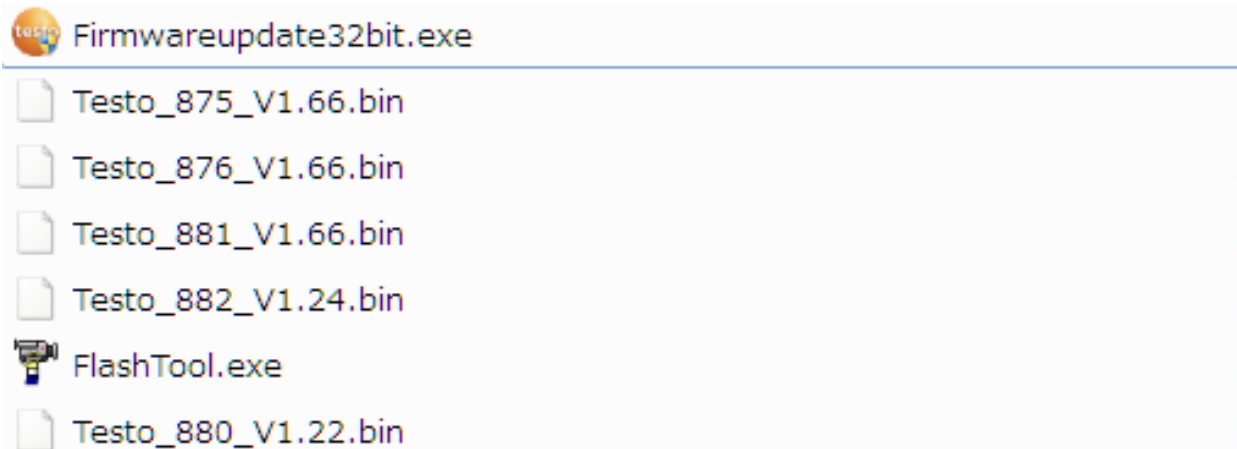 testo Firmwareupdate32bit.exe
Testo_875_V1.66.bin
Testo_876_V1.66.bin
Testo_881_V1.66.bin
Testo_882_V1.24.bin
FlashTool.exe
Testo_880_V1.22.bin